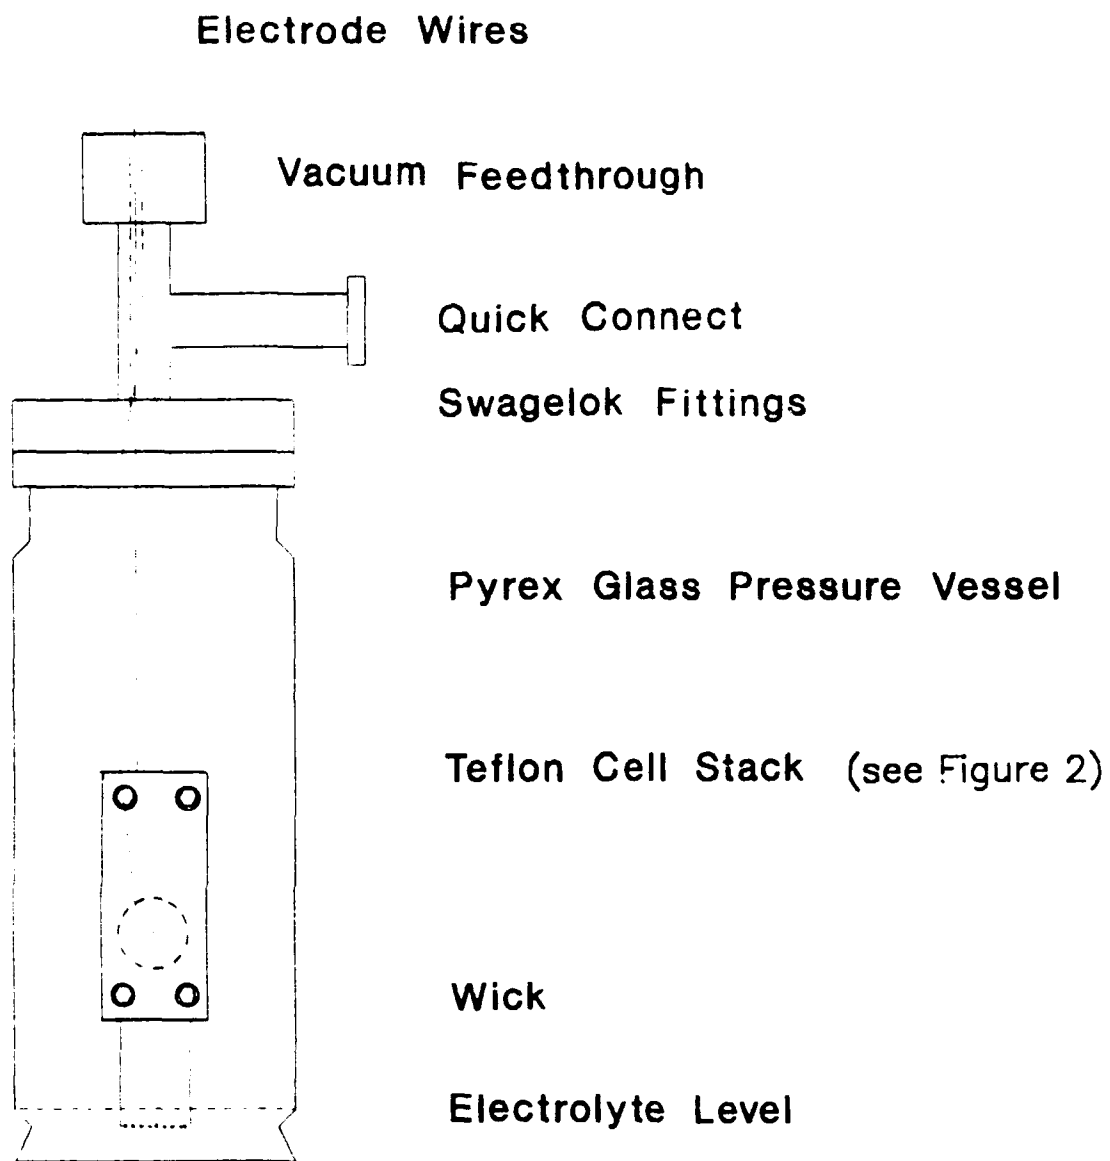 Electrode Wires
Vacuum Feedthrough
Quick Connect
Swagelok Fittings
Pyrex Glass Pressure Vessel
Teflon Cell Stack (see Figure 2)
Wick
Electrolyte Level